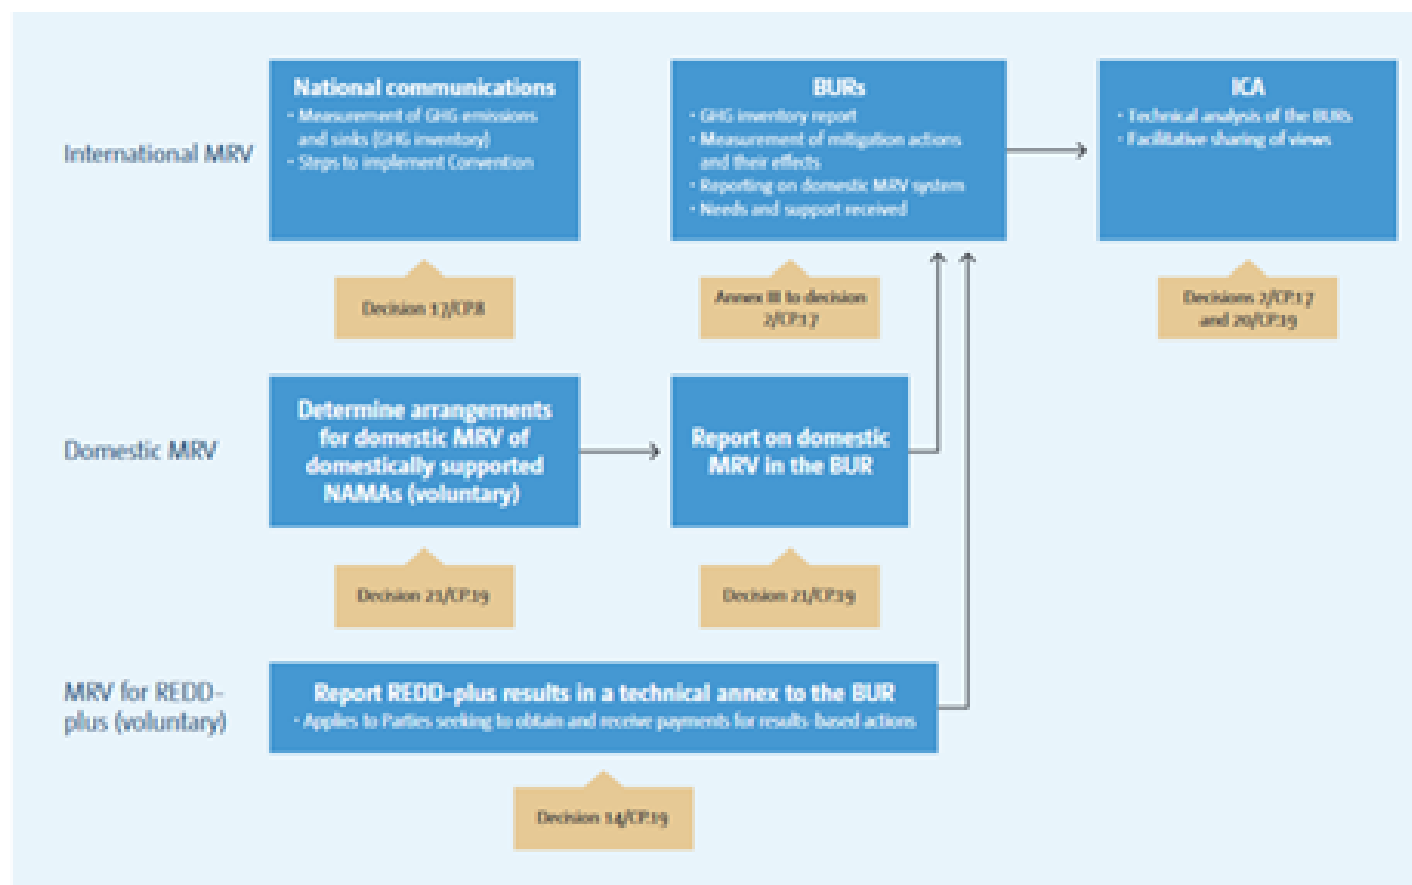 International MRV
National communications
· Measurement of GHG emissions
and sinks (GHG inventory)
· Steps to implement Convention
BURs
· GHG inventory report
· Measurement of mitigation actions
and their effects
· Reporting on domestic MRV system
· Needs and support received
ICA
· Technical analysis of the BURs
· Facilitative sharing of views
Decision 17/CP.8
Annex III to decision
2/CP.17
Decisions 2/CP.17
and 20/CP.19
Domestic MRV
Determine arrangements
for domestic MRV of
domestically supported
NAMAs (voluntary)
Report on domestic
MRV in the BUR
Decision 21/CP.19
Decision 21/CP.19
MRV for REDD-
plus (voluntary)
Report REDD-plus results in a technical annex to the BUR
· Applies to Parties seeking to obtain and receive payments for results-based actions
Decision 14/CP.19